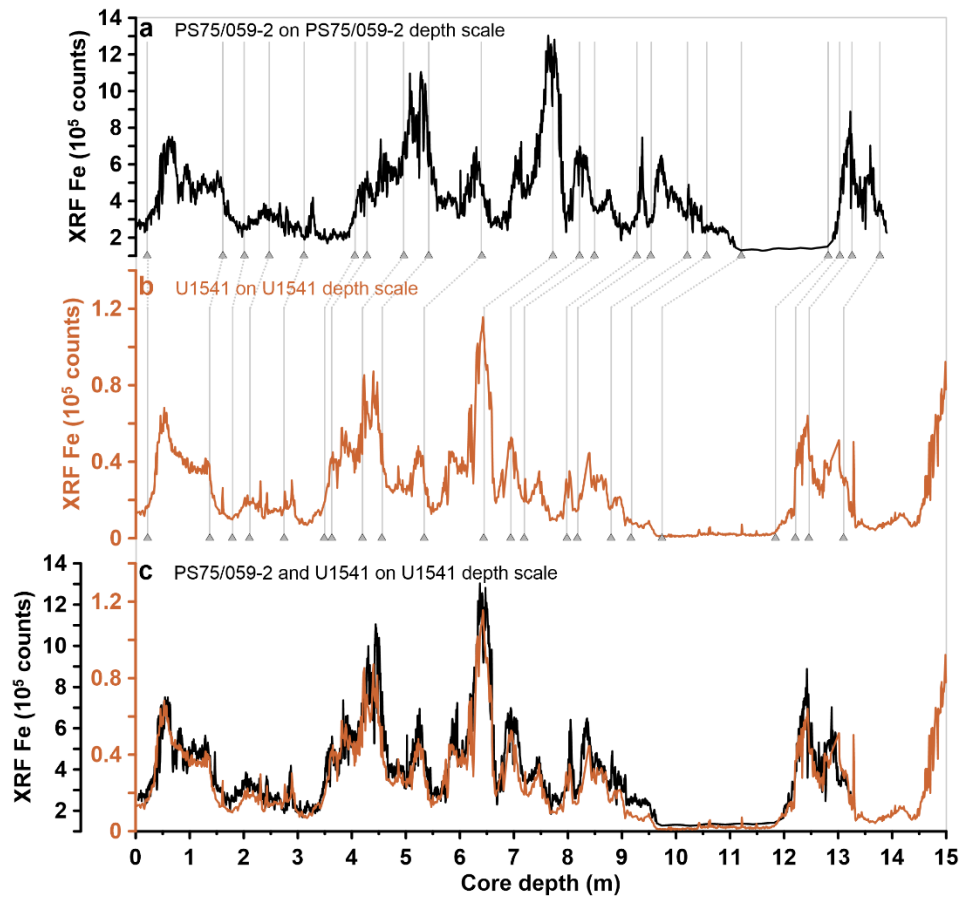 a PS75/059-2 on PS75/059-2 depth scale
14
12
10
8
6
4
2
XRF Fe (10⁵ counts)
b U1541 on U1541 depth scale
1.2
0.8
0.4
0
XRF Fe (10⁵ counts)
c PS75/059-2 and U1541 on U1541 depth scale
14
12
10
8
6
4
2
1.2
0.8
0.4
0
XRF Fe (10⁵ counts)
0 1 2 3 4 5 6 7 8 9 10 11 12 13 14 15
Core depth (m)